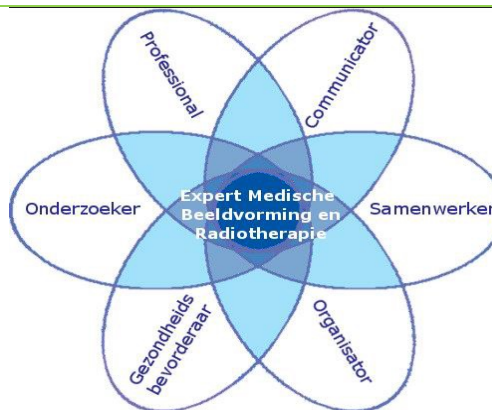 Professional
Communicator
Onderzoeker
Expert Medische
Beeldvorming en
Radiotherapie
Samenwerker
Gezondheids
bevorderaar
Organisator